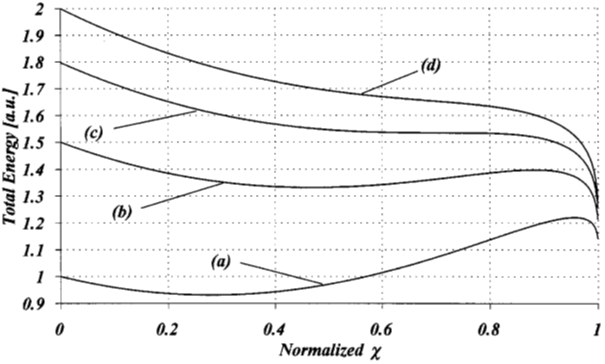 2
1.9
1.8
1.7
1.6
1.5
1.4
1.3
1.2
1.1
1
0.9
Total Energy [a.u.]
(d)
(c)
(b)
(a)
0 0.2 0.4 0.6 0.8 1
Normalized χ